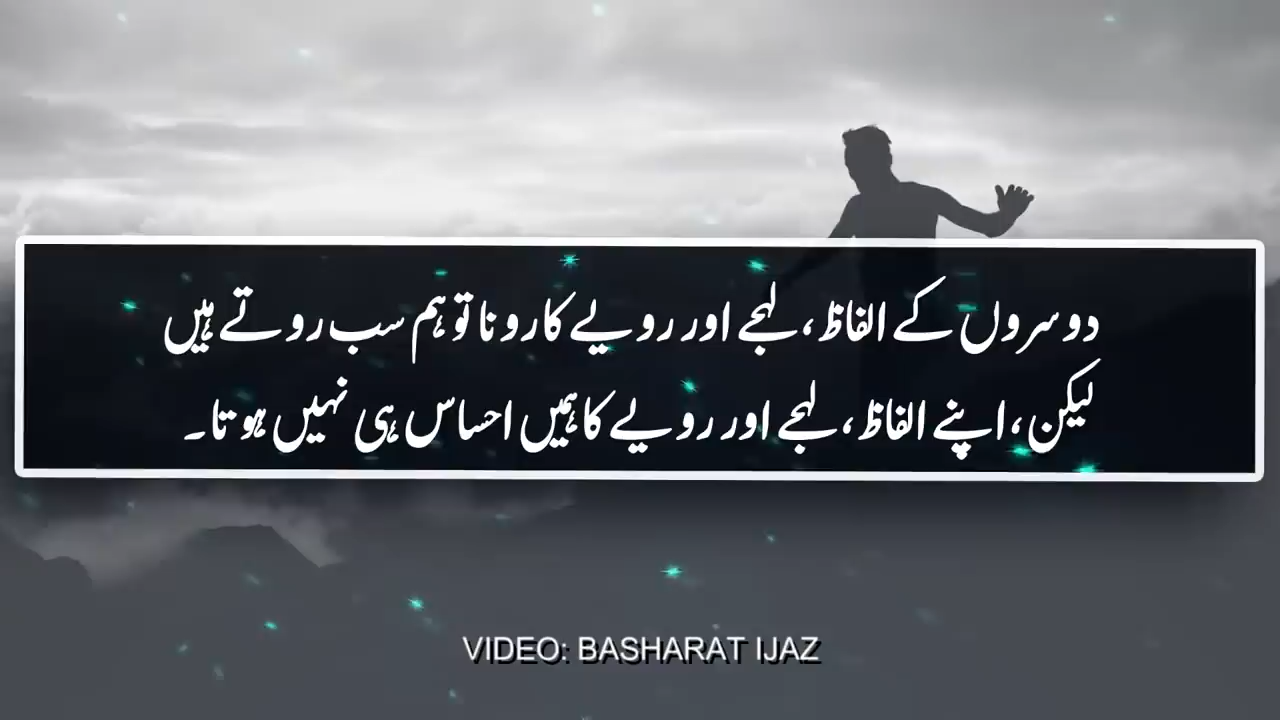 دوسروں کے الفاظ، لہجے اور رویے کا رونا تو ہم سب روتے ہیں
لیکن، اپنے الفاظ، لہجے اور رویے کا ہمیں احساس ہی نہیں ہوتا۔
VIDEO: BASHARAT IJAZ